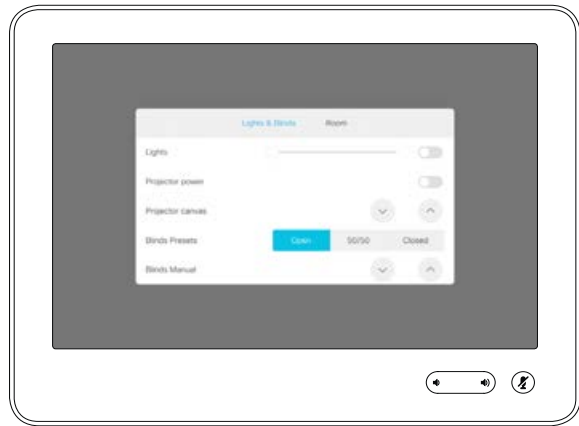 Lights & Blinds Room
Lights
Projector power
Projector canvas
Blinds Presets Open 50/50 Closed
Blinds Manual